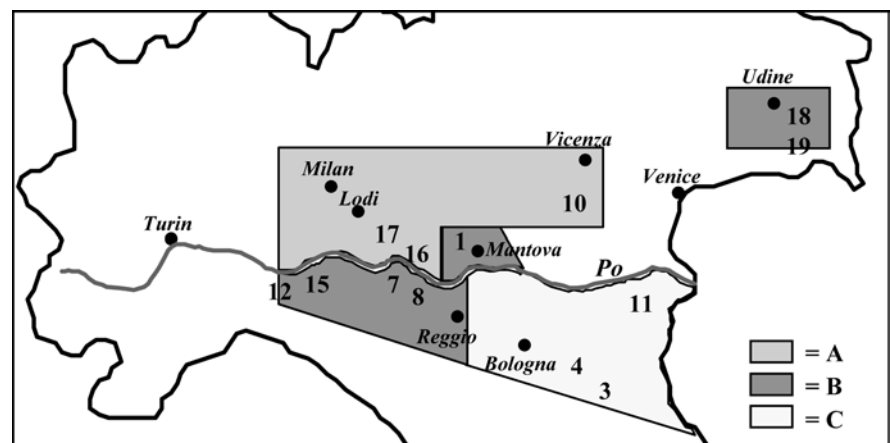 Udine
18
19
Vicenza
Milan
Venice
Lodi
10
Turin
17
1
Mantova
16
Po
12
15
7
8
11
Reggio
Bologna
4
3
= A
= B
= C